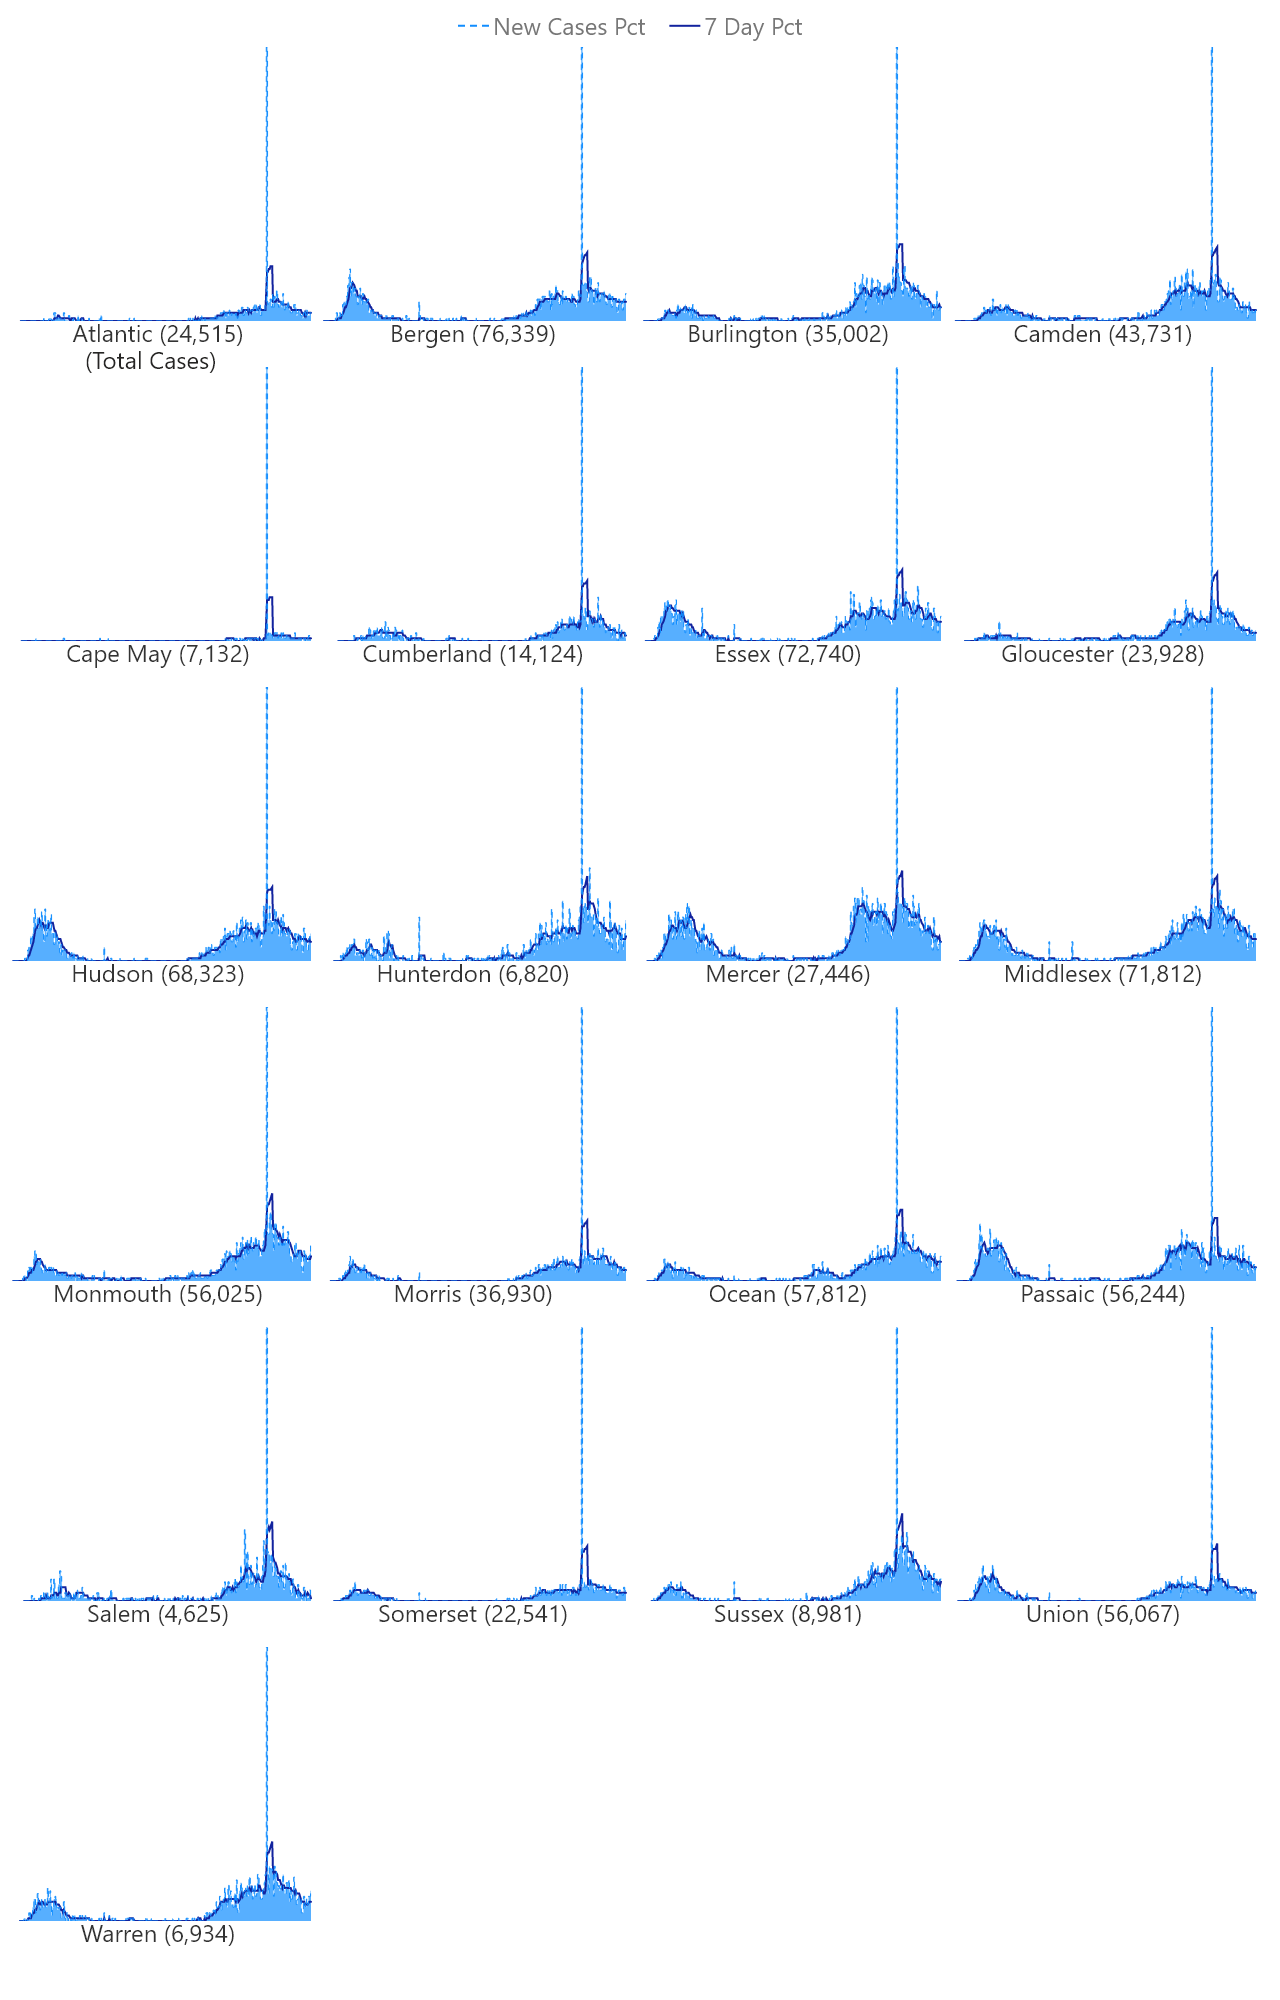 New Cases Pct 7 Day Pct
Atlantic (24,515)
(Total Cases)
Bergen (76,339)
Burlington (35,002)
Camden (43,731)
Cape May (7,132)
Cumberland (14,124)
Essex (72,740)
Gloucester (23,928)
Hudson (68,323)
Hunterdon (6,820)
Mercer (27,446)
Middlesex (71,812)
Monmouth (56,025)
Morris (36,930)
Ocean (57,812)
Passaic (56,244)
Salem (4,625)
Somerset (22,541)
Sussex (8,981)
Union (56,067)
Warren (6,934)